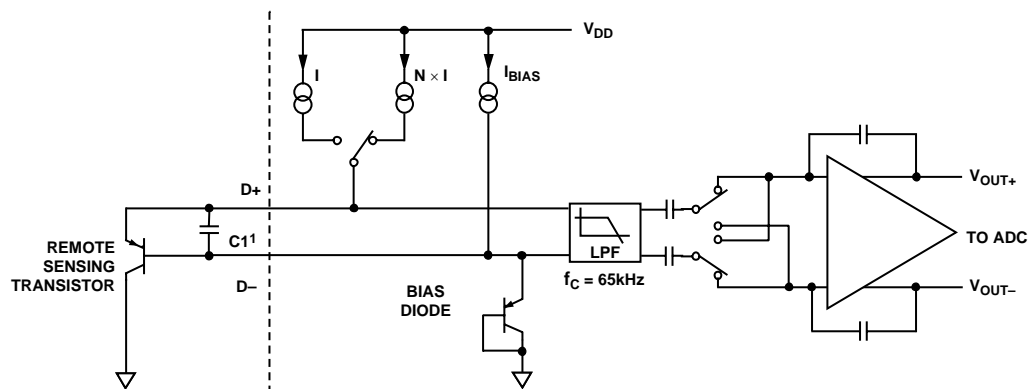 V_DD
I
N × I
I_BIAS
D+
C1¹
REMOTE
SENSING
TRANSISTOR
D–
BIAS
DIODE
LPF
f_C = 65kHz
V_OUT+
TO ADC
V_OUT–